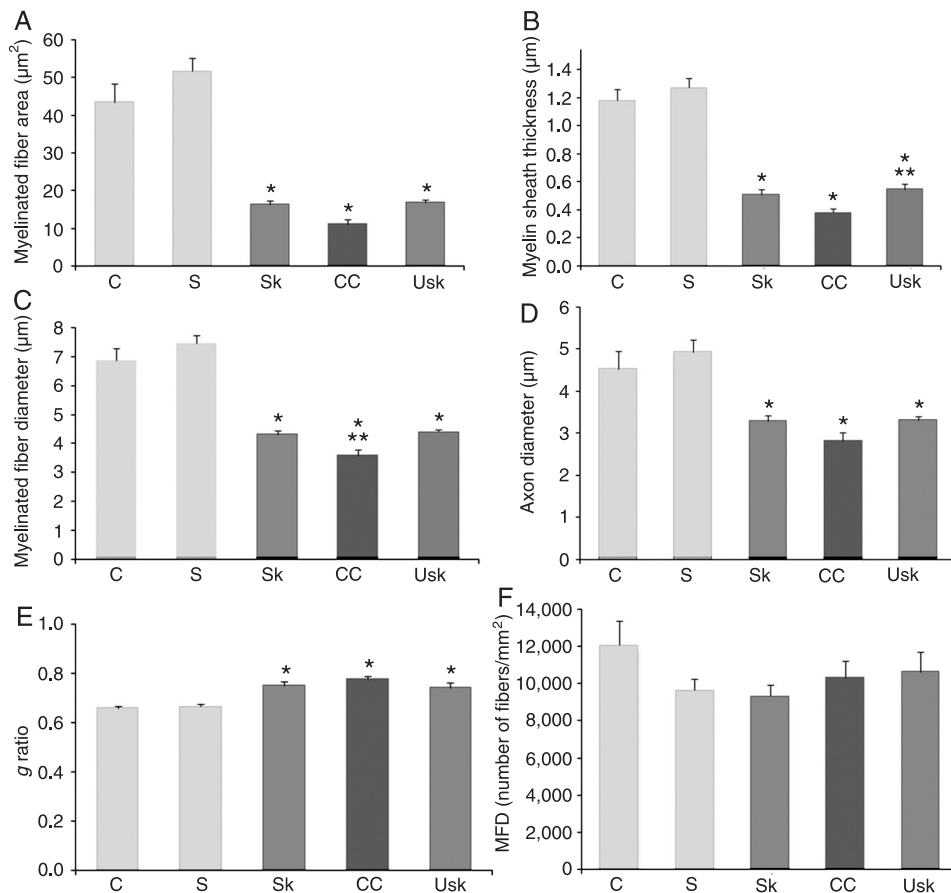 A
Myelinated fiber area (µm²)
60
50
40
30
20
10
0
* * *
C S Sk CC Usk
B
Myelin sheath thickness (µm)
1.4
1.2
1.0
0.8
0.6
0.4
0.2
0.0
* * *
**
C S Sk CC Usk
C
Myelinated fiber diameter (µm)
8
7
6
5
4
3
2
1
0
* * *
**
C S Sk CC Usk
D
Axon diameter (µm)
6
5
4
3
2
1
0
* * *
C S Sk CC Usk
E
g ratio
1.0
0.8
0.6
0.4
0.2
0.0
* * *
C S Sk CC Usk
F
MFD (number of fibers/mm²)
14,000
12,000
10,000
8,000
6,000
4,000
2,000
0
C S Sk CC Usk